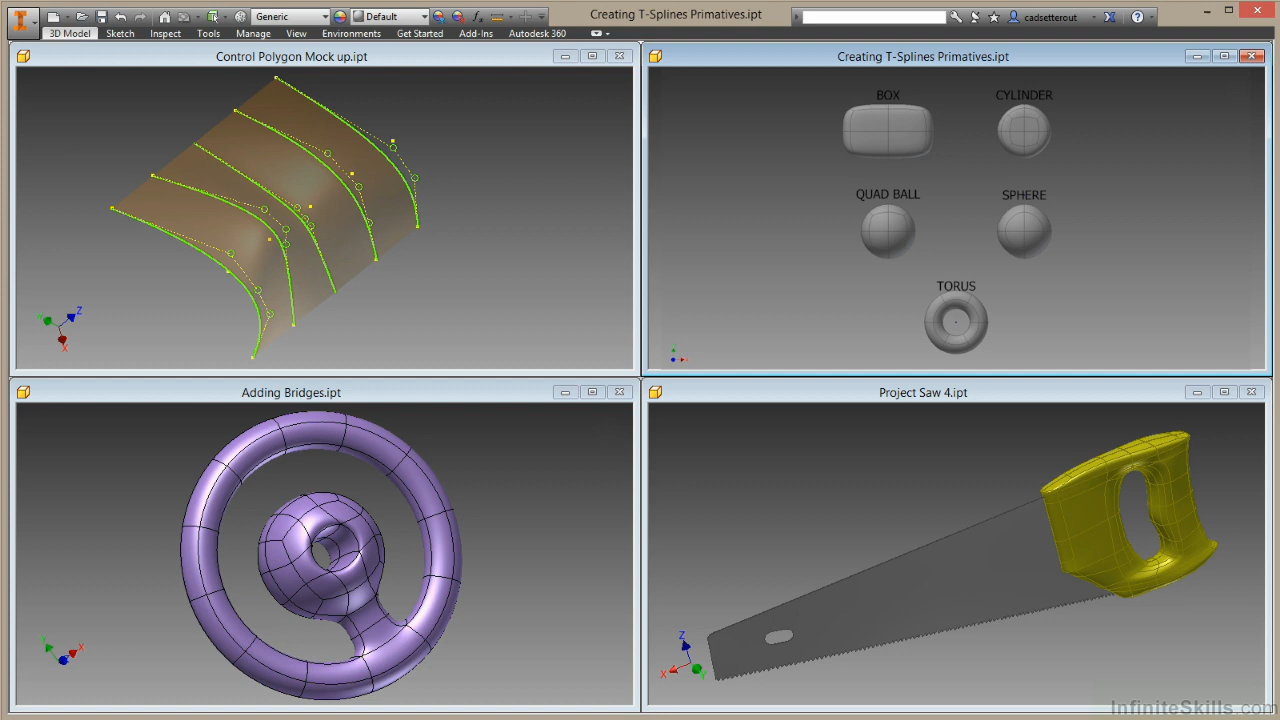 Generic
Default
Creating T-Splines Primatives.ipt
cadsetterout
3D Model Sketch Inspect Tools Manage View Environments Get Started Add-Ins Autodesk 360
Control Polygon Mock up.ipt
Z
X
Creating T-Splines Primatives.ipt
BOX
CYLINDER
QUAD BALL
SPHERE
TORUS
Adding Bridges.ipt
Y
X
Z
Project Saw 4.ipt
Z
X
Y
InfiniteSkills.com